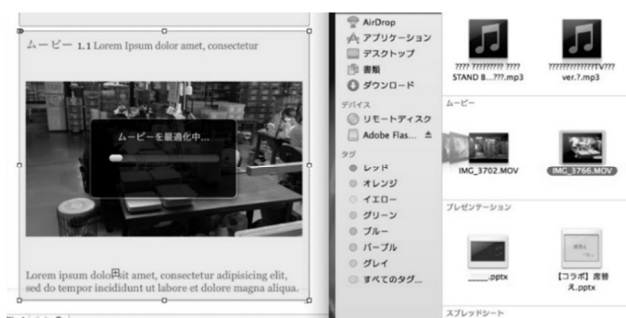 ムービー 1.1 Lorem Ipsum dolor amet, consectetur
ムービーを最適化中...
Lorem ipsum dolor sit amet, consectetur adipisicing elit,
sed do tempor incididunt ut labore et dolore magna aliqua.
AirDrop
アプリケーション
デスクトップ
書類
ダウンロード
デバイス
リモートディスク
Adobe Flas...
タグ
レッド
オレンジ
イエロー
グリーン
ブルー
パープル
グレイ
すべてのタグ...
???? ????????? ????
STAND B...???.mp3
?????????????TV???
ver.?.mp3
ムービー
IMG_3702.MOV
IMG_3766.MOV
プレゼンテーション
_____.pptx
【コラボ】席替
え.pptx
スプレッドシート